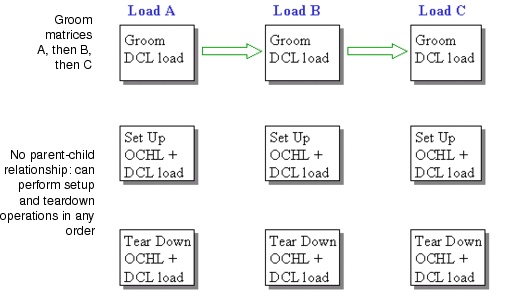 Load A Load B Load C
Groom
matrices
A, then B,
then C
Groom
DCL load
Groom
DCL load
Groom
DCL load
No parent-child
relationship: can
perform setup
and teardown
operations in any
order
Set Up
OCHL +
DCL load
Set Up
OCHL +
DCL load
Set Up
OCHL +
DCL load
Tear Down
OCHL +
DCL load
Tear Down
OCHL +
DCL load
Tear Down
OCHL +
DCL load